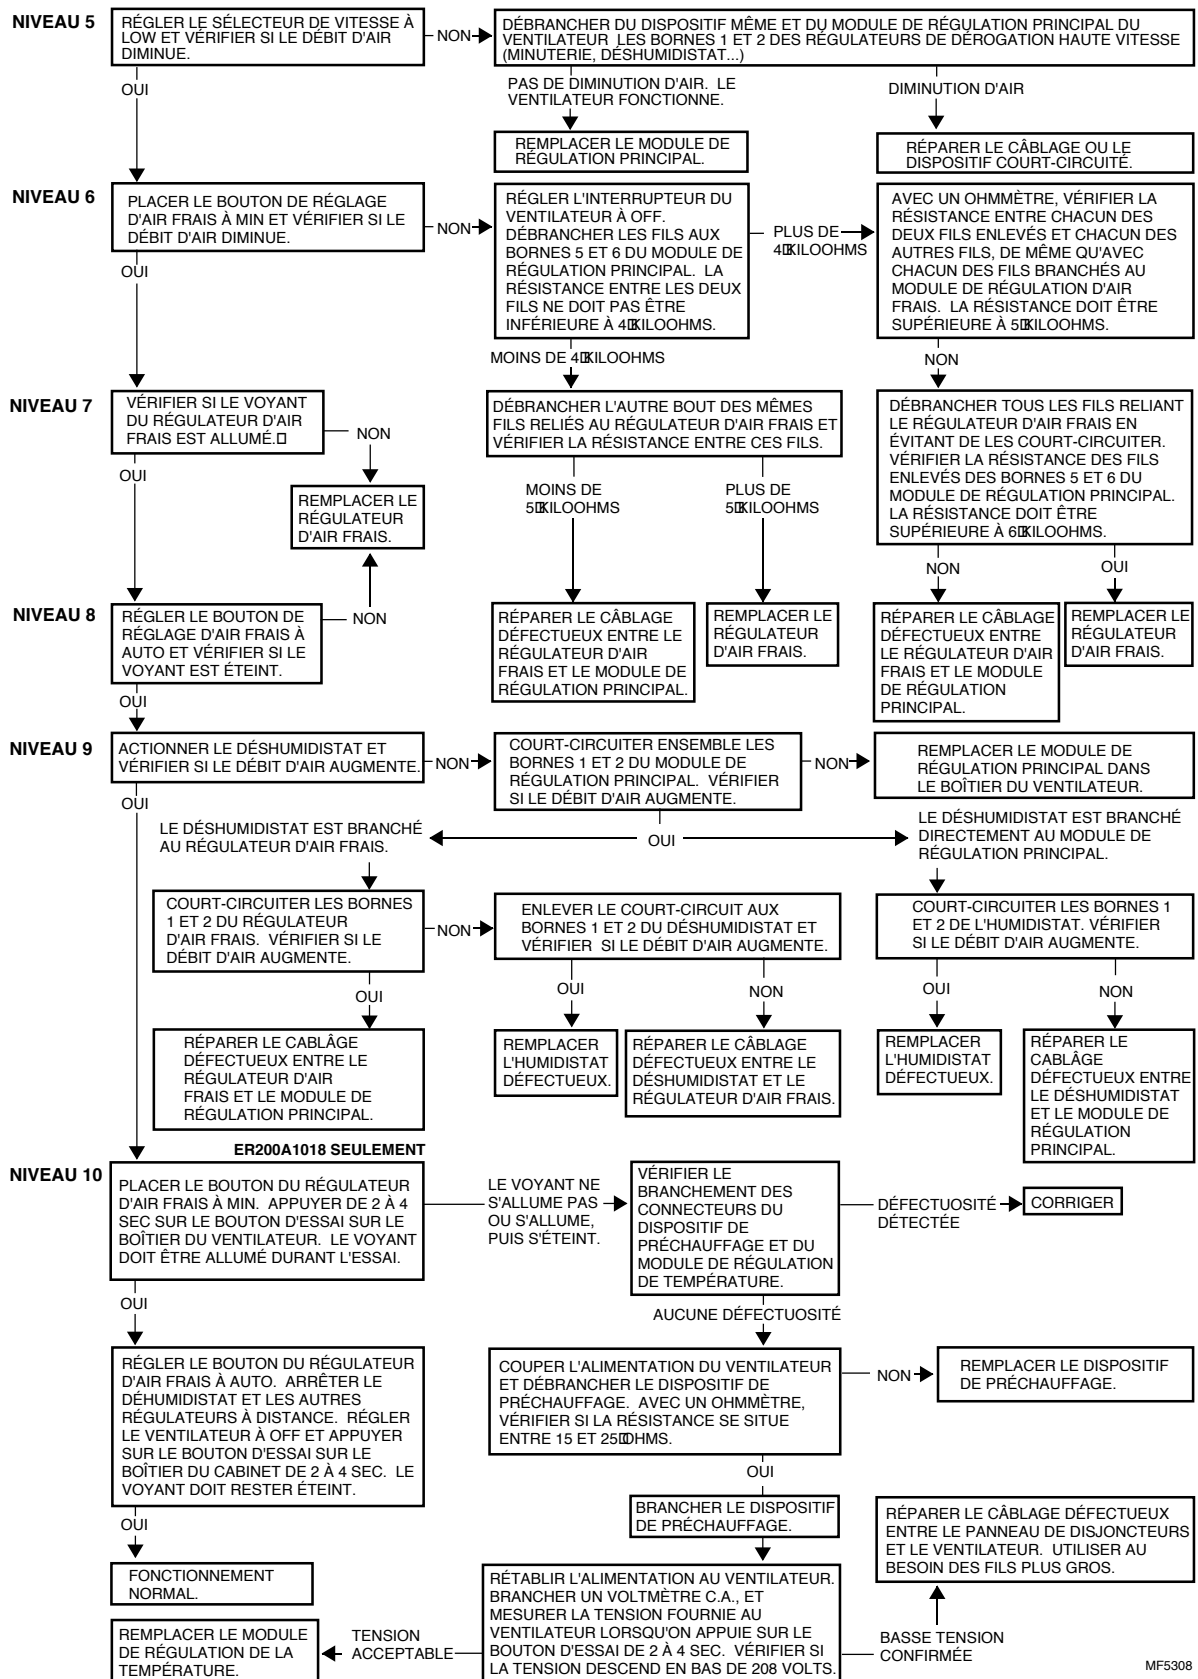 NIVEAU 5
RÉGLER LE SÉLECTEUR DE VITESSE À
LOW ET VÉRIFIER SI LE DÉBIT D'AIR
DIMINUE.
NON
DÉBRANCHER DU DISPOSITIF MÊME ET DU MODULE DE RÉGULATION PRINCIPAL DU
VENTILATEUR LES BORNES 1 ET 2 DES RÉGULATEURS DE DÉROGATION HAUTE VITESSE
(MINUTERIE, DÉSHUMIDISTAT...)
OUI
PAS DE DIMINUTION D'AIR. LE
VENTILATEUR FONCTIONNE.
DIMINUTION D'AIR
REMPLACER LE MODULE DE
RÉGULATION PRINCIPAL.
RÉPARER LE CÂBLAGE OU LE
DISPOSITIF COURT-CIRCUITÉ.
NIVEAU 6
PLACER LE BOUTON DE RÉGLAGE
D'AIR FRAIS À MIN ET VÉRIFIER SI LE
DÉBIT D'AIR DIMINUE.
NON
RÉGLER L'INTERRUPTEUR DU
VENTILATEUR À OFF.
DÉBRANCHER LES FILS AUX
BORNES 5 ET 6 DU MODULE DE
RÉGULATION PRINCIPAL. LA
RÉSISTANCE ENTRE LES DEUX
FILS NE DOIT PAS ÊTRE
INFÉRIEURE À 4 KILOOHMS.
PLUS DE
4 KILOOHMS
AVEC UN OHMMÈTRE, VÉRIFIER LA
RÉSISTANCE ENTRE CHACUN DES
DEUX FILS ENLEVÉS ET CHACUN DES
AUTRES FILS, DE MÊME QU'AVEC
CHACUN DES FILS BRANCHÉS AU
MODULE DE RÉGULATION D'AIR
FRAIS. LA RÉSISTANCE DOIT ÊTRE
SUPÉRIEURE À 5 KILOOHMS.
OUI
MOINS DE 4 KILOOHMS
NON
NIVEAU 7
VÉRIFIER SI LE VOYANT
DU RÉGULATEUR D'AIR
FRAIS EST ALLUMÉ.
NON
OUI
REMPLACER LE
RÉGULATEUR
D'AIR FRAIS.
DÉBRANCHER L'AUTRE BOUT DES MÊMES
FILS RELIÉS AU RÉGULATEUR D'AIR FRAIS ET
VÉRIFIER LA RÉSISTANCE ENTRE CES FILS.
MOINS DE
5 KILOOHMS
PLUS DE
5 KILOOHMS
DÉBRANCHER TOUS LES FILS RELIANT
LE RÉGULATEUR D'AIR FRAIS EN
ÉVITANT DE LES COURT-CIRCUITER.
VÉRIFIER LA RÉSISTANCE DES FILS
ENLEVÉS DES BORNES 5 ET 6 DU
MODULE DE RÉGULATION PRINCIPAL.
LA RÉSISTANCE DOIT ÊTRE
SUPÉRIEURE À 6 KILOOHMS.
NON
OUI
NIVEAU 8
RÉGLER LE BOUTON DE
RÉGLAGE D'AIR FRAIS À
AUTO ET VÉRIFIER SI LE
VOYANT EST ÉTEINT.
NON
RÉPARER LE CÂBLAGE
DÉFECTUEUX ENTRE LE
RÉGULATEUR D'AIR
FRAIS ET LE MODULE DE
RÉGULATION PRINCIPAL.
REMPLACER LE
RÉGULATEUR
D'AIR FRAIS.
RÉPARER LE CÂBLAGE
DÉFECTUEUX ENTRE
LE RÉGULATEUR D'AIR
FRAIS ET LE MODULE
DE RÉGULATION
PRINCIPAL.
REMPLACER LE
RÉGULATEUR
D'AIR FRAIS.
OUI
NIVEAU 9
ACTIONNER LE DÉSHUMIDISTAT ET
VÉRIFIER SI LE DÉBIT D'AIR AUGMENTE.
NON
COURT-CIRCUITER ENSEMBLE LES
BORNES 1 ET 2 DU MODULE DE
RÉGULATION PRINCIPAL. VÉRIFIER
SI LE DÉBIT D'AIR AUGMENTE.
NON
REMPLACER LE MODULE DE
RÉGULATION PRINCIPAL DANS
LE BOÎTIER DU VENTILATEUR.
OUI
LE DÉSHUMIDISTAT EST BRANCHÉ
AU RÉGULATEUR D'AIR FRAIS.
OUI
LE DÉSHUMIDISTAT EST BRANCHÉ
DIRECTEMENT AU MODULE DE
RÉGULATION PRINCIPAL.
COURT-CIRCUITER LES BORNES
1 ET 2 DU RÉGULATEUR
D'AIR FRAIS. VÉRIFIER SI LE
DÉBIT D'AIR AUGMENTE.
NON
ENLEVER LE COURT-CIRCUIT AUX
BORNES 1 ET 2 DU DÉSHUMIDISTAT ET
VÉRIFIER SI LE DÉBIT D'AIR AUGMENTE.
COURT-CIRCUITER LES BORNES 1
ET 2 DE L'HUMIDISTAT. VÉRIFIER
SI LE DÉBIT D'AIR AUGMENTE.
OUI
OUI
NON
OUI
NON
RÉPARER LE CABLÂGE
DÉFECTUEUX ENTRE LE
RÉGULATEUR D'AIR
FRAIS ET LE MODULE DE
RÉGULATION PRINCIPAL.
REMPLACER
L'HUMIDISTAT
DÉFECTUEUX.
RÉPARER LE CÂBLAGE
DÉFECTUEUX ENTRE LE
DÉSHUMIDISTAT ET LE
RÉGULATEUR D'AIR FRAIS.
REMPLACER
L'HUMIDISTAT
DÉFECTUEUX.
RÉPARER LE
CABLÂGE
DÉFECTUEUX ENTRE
LE DÉSHUMIDISTAT
ET LE MODULE DE
RÉGULATION
PRINCIPAL.
ER200A1018 SEULEMENT
NIVEAU 10
PLACER LE BOUTON DU RÉGULATEUR
D'AIR FRAIS À MIN. APPUYER DE 2 À 4
SEC SUR LE BOUTON D'ESSAI SUR LE
BOÎTIER DU VENTILATEUR. LE VOYANT
DOIT ÊTRE ALLUMÉ DURANT L'ESSAI.
LE VOYANT NE
S'ALLUME PAS
OU S'ALLUME,
PUIS S'ÉTEINT.
VÉRIFIER LE
BRANCHEMENT DES
CONNECTEURS DU
DISPOSITIF DE
PRÉCHAUFFAGE ET DU
MODULE DE RÉGULATION
DE TEMPÉRATURE.
DÉFECTUOSITÉ
DÉTECTÉE
CORRIGER
OUI
AUCUNE DÉFECTUOSITÉ
RÉGLER LE BOUTON DU RÉGULATEUR
D'AIR FRAIS À AUTO. ARRÊTER LE
DÉHUMIDISTAT ET LES AUTRES
RÉGULATEURS À DISTANCE. RÉGLER
LE VENTILATEUR À OFF ET APPUYER
SUR LE BOUTON D'ESSAI SUR LE
BOÎTIER DU CABINET DE 2 À 4 SEC. LE
VOYANT DOIT RESTER ÉTEINT.
COUPER L'ALIMENTATION DU VENTILATEUR
ET DÉBRANCHER LE DISPOSITIF DE
PRÉCHAUFFAGE. AVEC UN OHMMÈTRE,
VÉRIFIER SI LA RÉSISTANCE SE SITUE
ENTRE 15 ET 25 OHMS.
NON
REMPLACER LE DISPOSITIF
DE PRÉCHAUFFAGE.
OUI
BRANCHER LE DISPOSITIF
DE PRÉCHAUFFAGE.
OUI
FONCTIONNEMENT
NORMAL.
RÉPARER LE CÂBLAGE DÉFECTUEUX
ENTRE LE PANNEAU DE DISJONCTEURS
ET LE VENTILATEUR. UTILISER AU
BESOIN DES FILS PLUS GROS.
REMPLACER LE MODULE
DE RÉGULATION DE LA
TEMPÉRATURE.
TENSION
ACCEPTABLE
RÉTABLIR L'ALIMENTATION AU VENTILATEUR.
BRANCHER UN VOLTMÈTRE C.A., ET
MESURER LA TENSION FOURNIE AU
VENTILATEUR LORSQU'ON APPUIE SUR LE
BOUTON D'ESSAI DE 2 À 4 SEC. VÉRIFIER SI
LA TENSION DESCEND EN BAS DE 208 VOLTS.
BASSE TENSION
CONFIRMÉE
MF5308